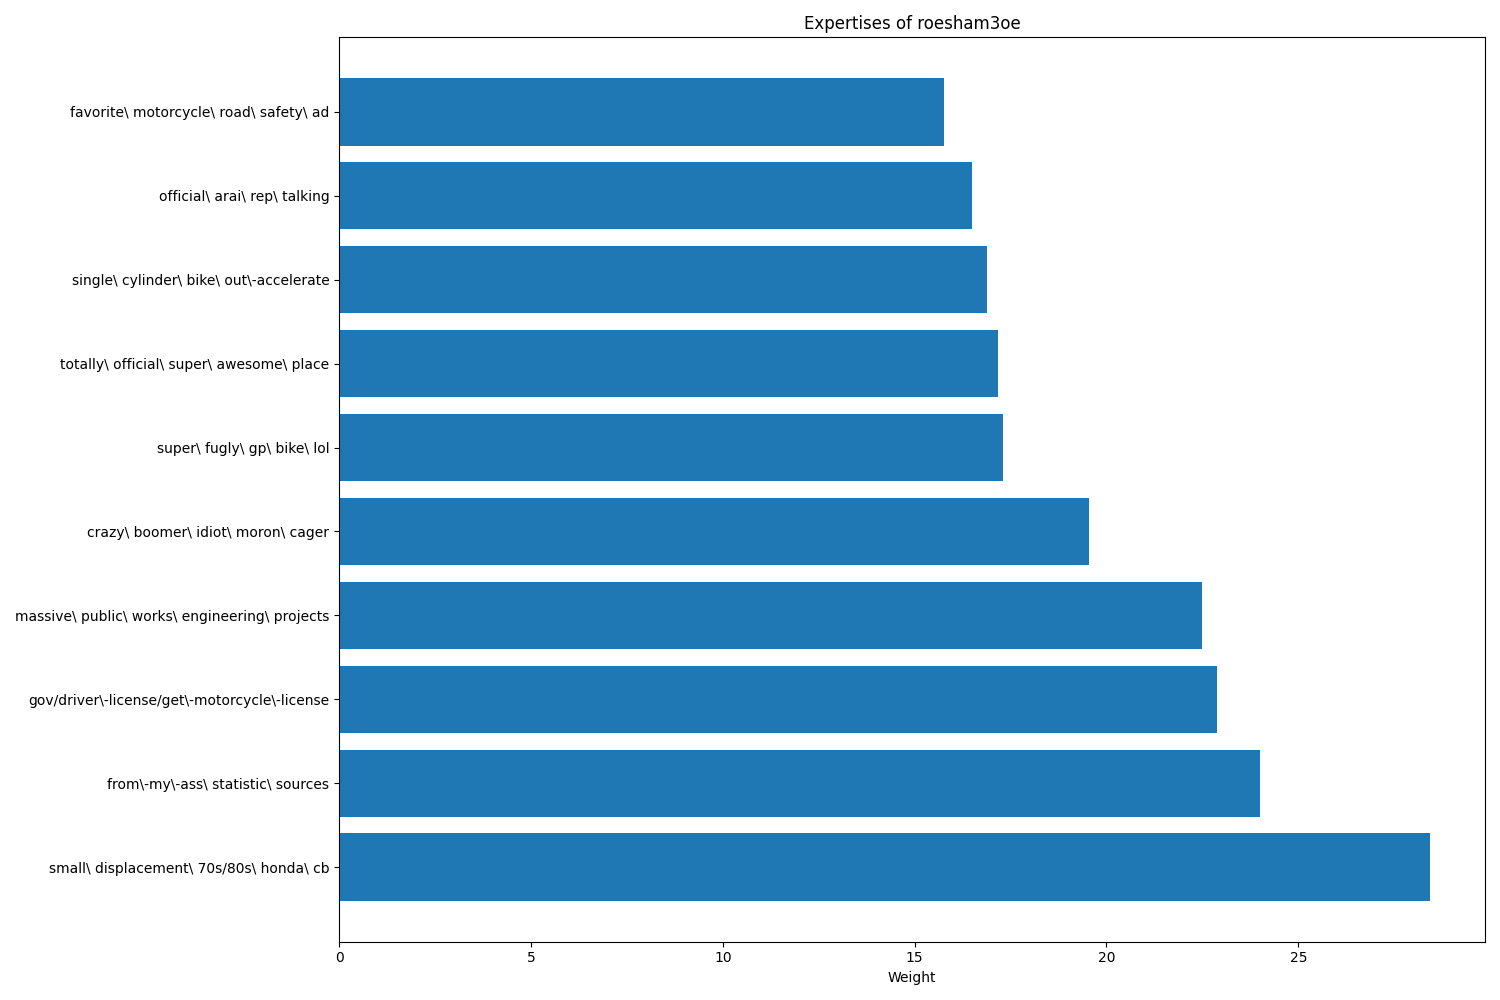 Expertises of roesham3oe
favorite\ motorcycle\ road\ safety\ ad
official\ arai\ rep\ talking
single\ cylinder\ bike\ out\-accelerate
totally\ official\ super\ awesome\ place
super\ fugly\ gp\ bike\ lol
crazy\ boomer\ idiot\ moron\ cager
massive\ public\ works\ engineering\ projects
gov/driver\-license/get\-motorcycle\-license
from\-my\-ass\ statistic\ sources
small\ displacement\ 70s/80s\ honda\ cb
0 5 10 15 20 25
Weight